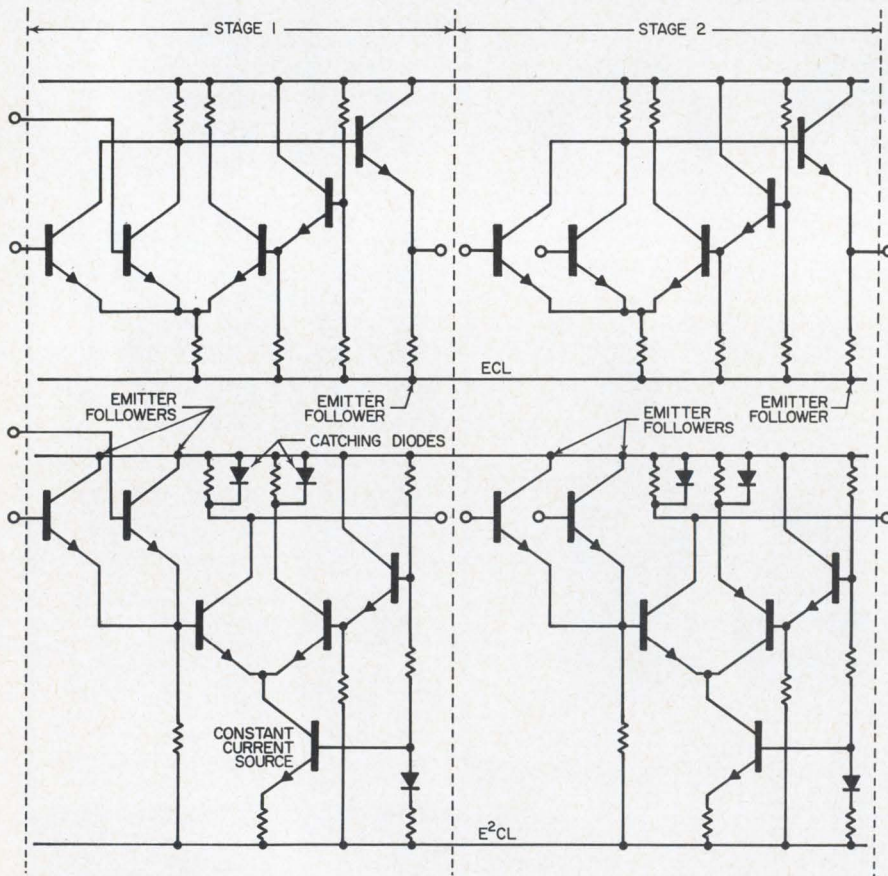 STAGE 1
STAGE 2
ECL
EMITTER
FOLLOWERS
EMITTER
FOLLOWER
CATCHING DIODES
EMITTER
FOLLOWERS
EMITTER
FOLLOWER
CONSTANT
CURRENT
SOURCE
E²CL